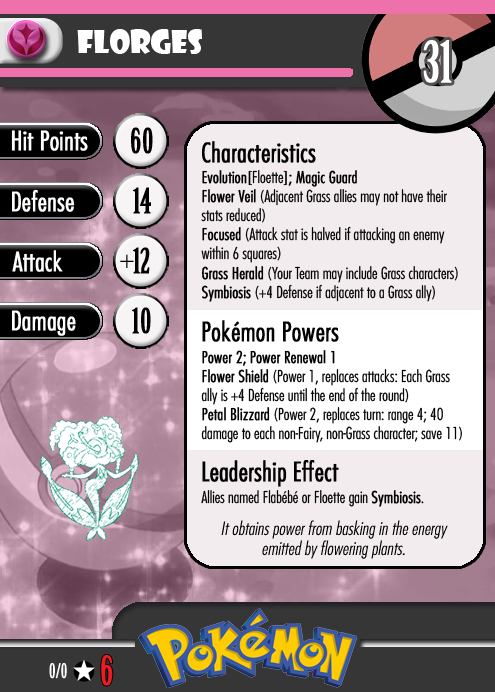 FLORGES
31
Hit Points 60
Defense 14
Attack +12
Damage 10
Characteristics
Evolution[Floette]; Magic Guard
Flower Veil (Adjacent Grass allies may not have their
stats reduced)
Focused (Attack stat is halved if attacking an enemy
within 6 squares)
Grass Herald (Your Team may include Grass characters)
Symbiosis (+4 Defense if adjacent to a Grass ally)
Pokémon Powers
Power 2; Power Renewal 1
Flower Shield (Power 1, replaces attacks: Each Grass
ally is +4 Defense until the end of the round)
Petal Blizzard (Power 2, replaces turn: range 4; 40
damage to each non-Fairy, non-Grass character; save 11)
Leadership Effect
Allies named Flabébé or Floette gain Symbiosis.
It obtains power from basking in the energy
emitted by flowering plants.
0/0 ★ 6
POKéMON